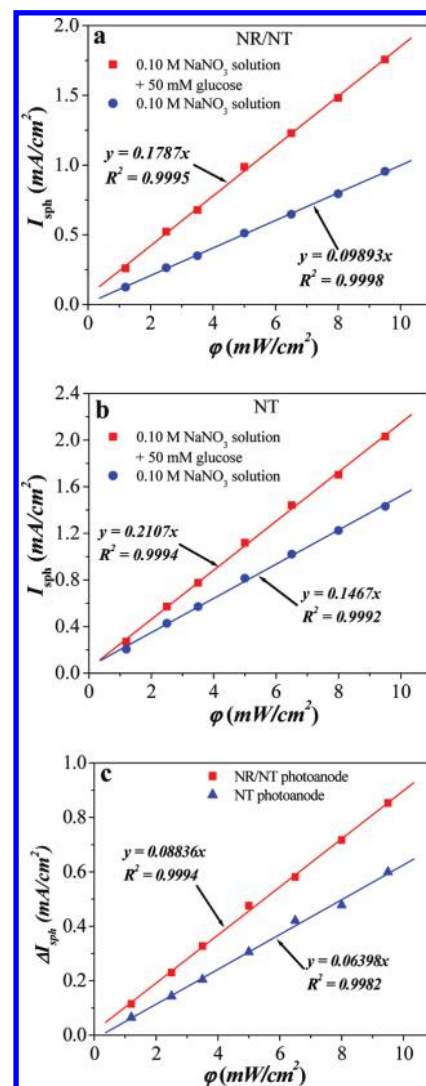 a
NR/NT
0.10 M NaNO₃ solution
+ 50 mM glucose
0.10 M NaNO₃ solution
y = 0.1787x
R² = 0.9995
y = 0.09893x
R² = 0.9998
2.0
1.5
1.0
0.5
0.0
I_sph (mA/cm²)
0 2 4 6 8 10
φ (mW/cm²)
b
NT
0.10 M NaNO₃ solution
+ 50 mM glucose
0.10 M NaNO₃ solution
y = 0.2107x
R² = 0.9994
y = 0.1467x
R² = 0.9992
2.4
2.0
1.6
1.2
0.8
0.4
0.0
I_sph (mA/cm²)
0 2 4 6 8 10
φ (mW/cm²)
c
NR/NT photoanode
NT photoanode
y = 0.08836x
R² = 0.9994
y = 0.06398x
R² = 0.9982
1.0
0.8
0.6
0.4
0.2
0.0
ΔI_sph (mA/cm²)
0 2 4 6 8 10
φ (mW/cm²)